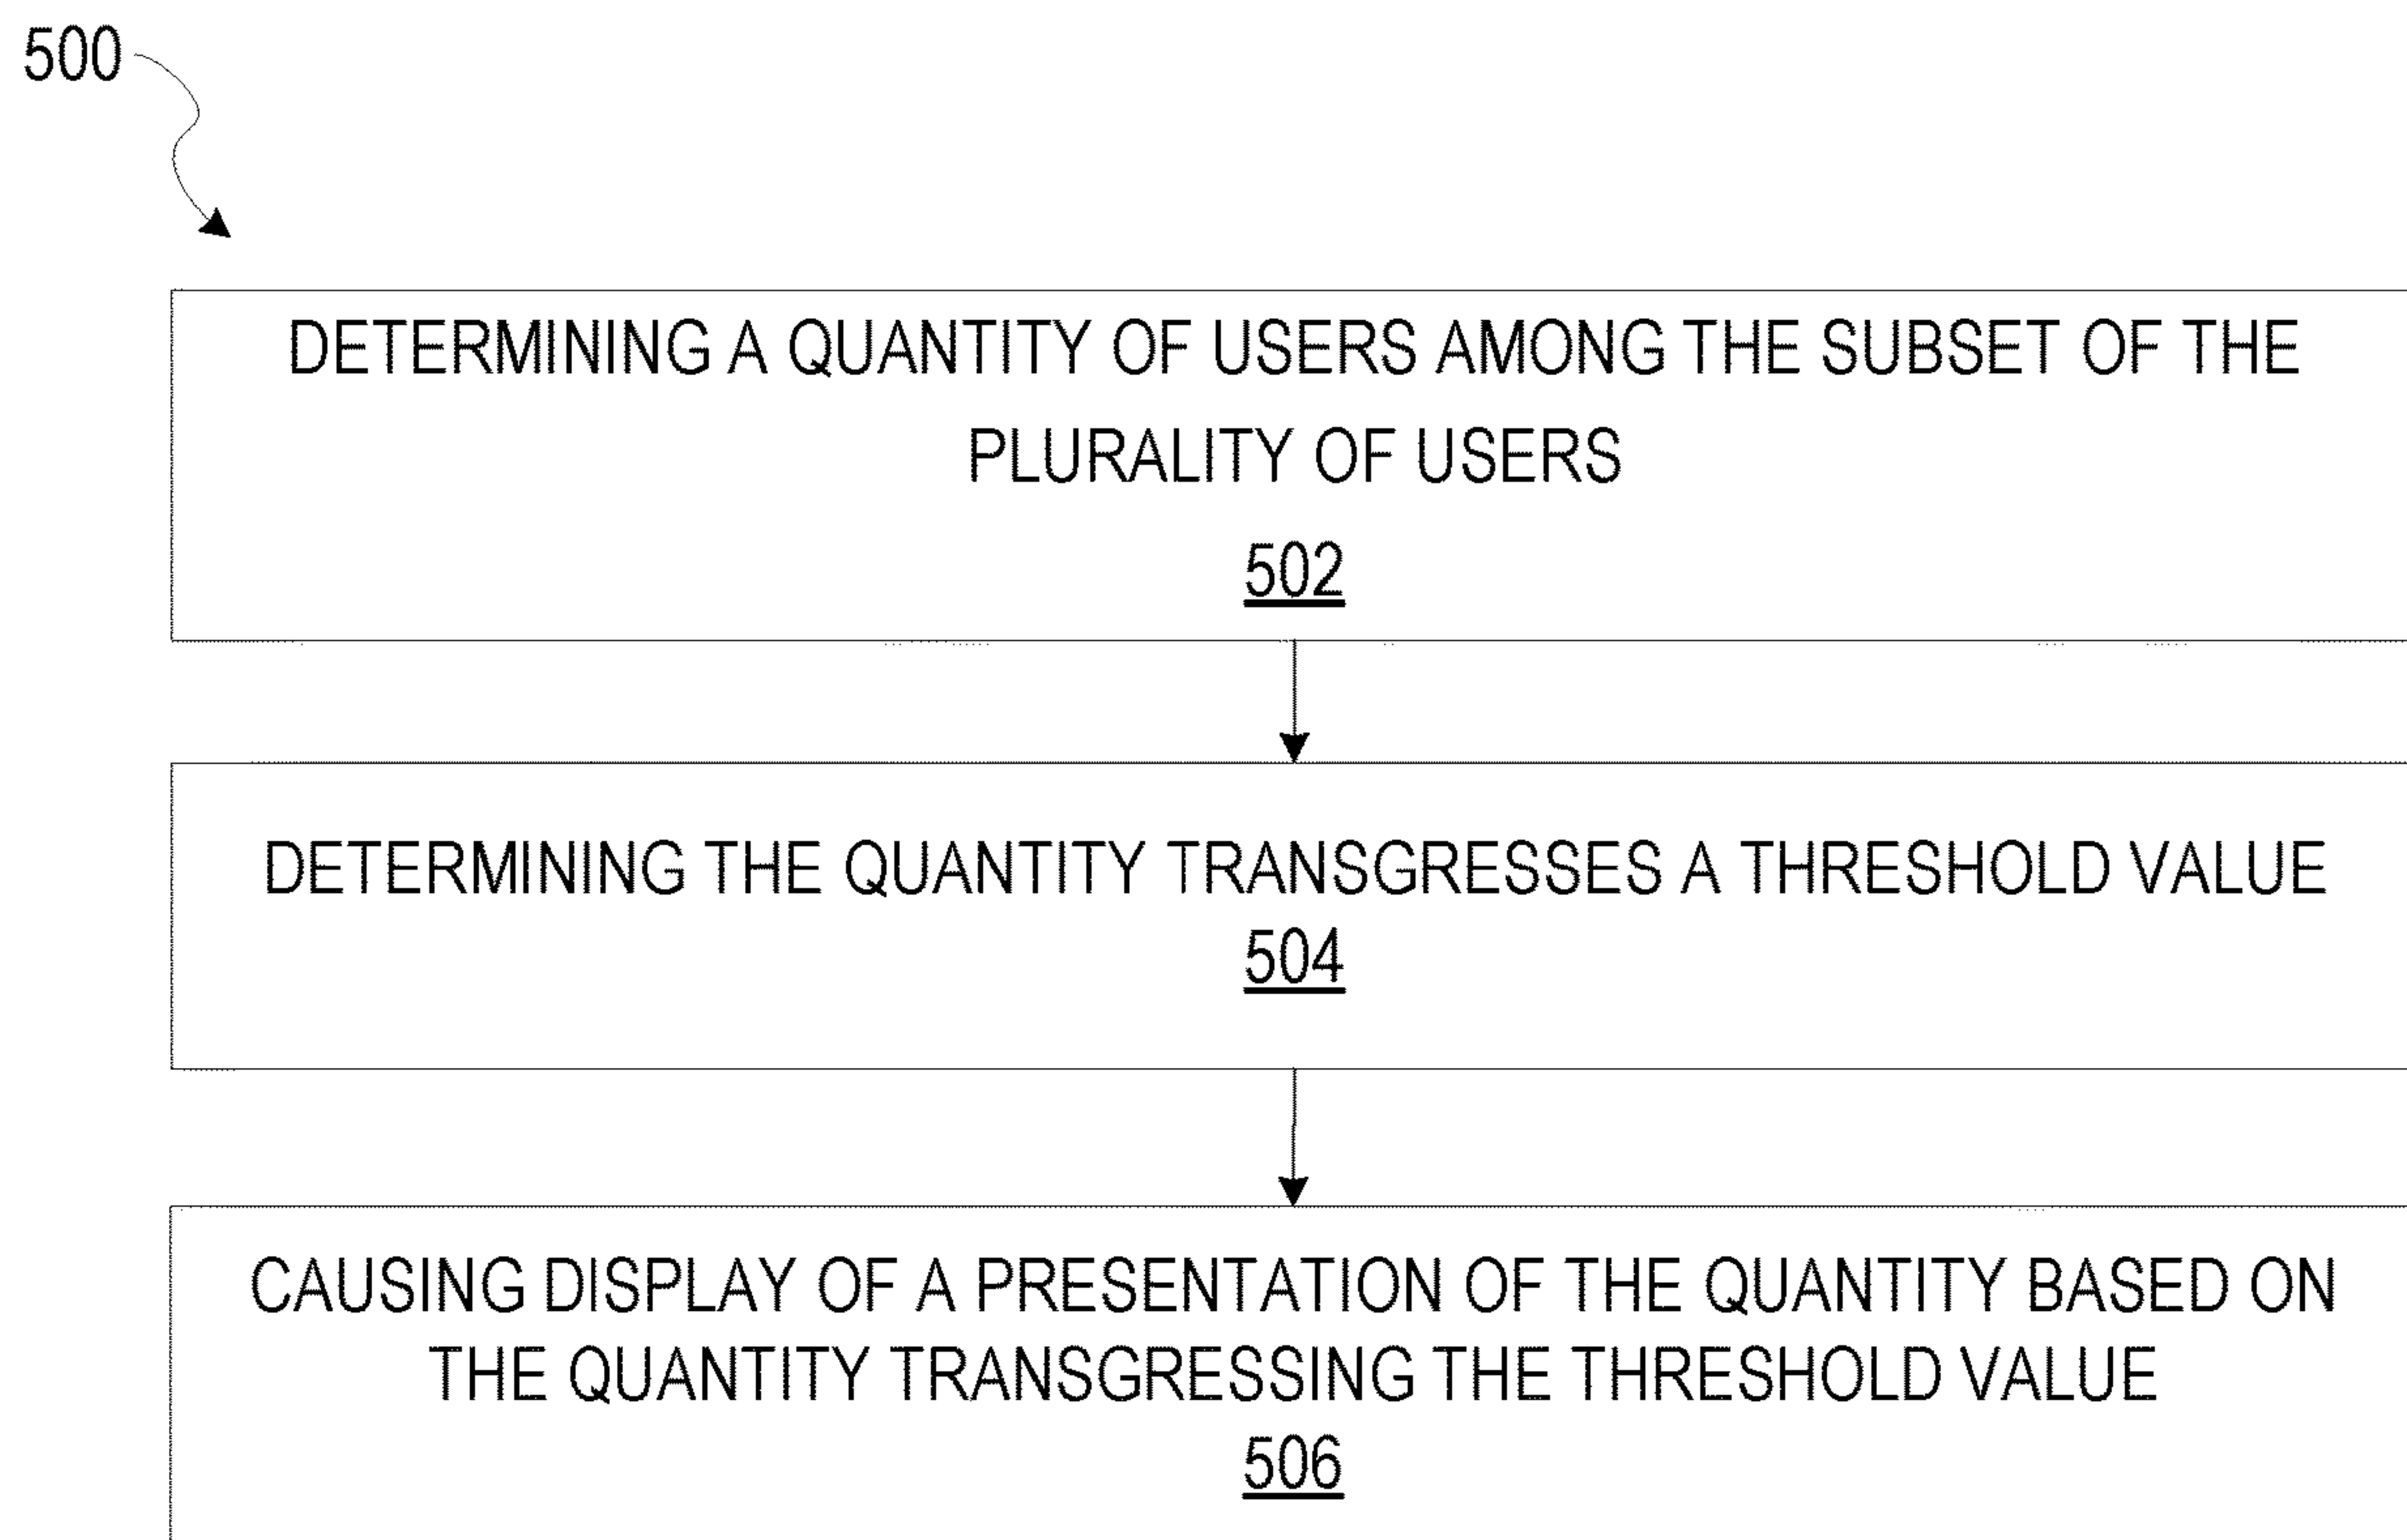 500
DETERMINING A QUANTITY OF USERS AMONG THE SUBSET OF THE
PLURALITY OF USERS
502
DETERMINING THE QUANTITY TRANSGRESSES A THRESHOLD VALUE
504
CAUSING DISPLAY OF A PRESENTATION OF THE QUANTITY BASED ON
THE QUANTITY TRANSGRESSING THE THRESHOLD VALUE
506